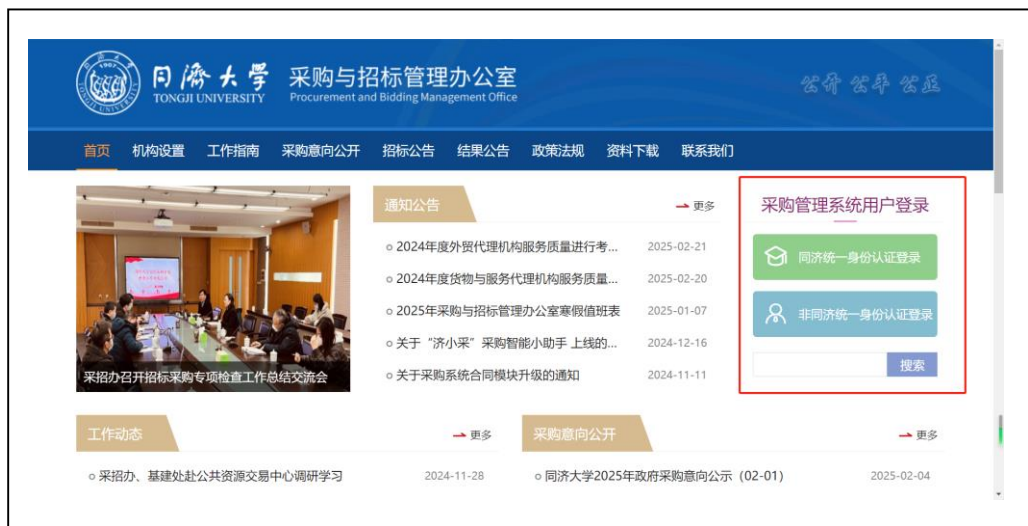 同濟大學
TONGJI UNIVERSITY
采购与招标管理办公室
Procurement and Bidding Management Office
公开 公平 公正
首页 机构设置 工作指南 采购意向公开 招标公告 结果公告 政策法规 资料下载 联系我们
采招办召开招标采购专项检查工作总结交流会
通知公告 更多
2024年度外贸代理机构服务质量进行考... 2025-02-21
2024年度货物与服务代理机构服务质量... 2025-02-20
2025年采购与招标管理办公室寒假值班表 2025-01-07
关于“济小采”采购智能小助手 上线的... 2024-12-16
关于采购系统合同模块升级的通知 2024-11-11
采购管理系统用户登录
同济统一身份认证登录
非同济统一身份认证登录
搜索
工作动态 更多
采招办、基建处赴公共资源交易中心调研学习 2024-11-28
采购意向公开 更多
同济大学2025年政府采购意向公示（02-01） 2025-02-04